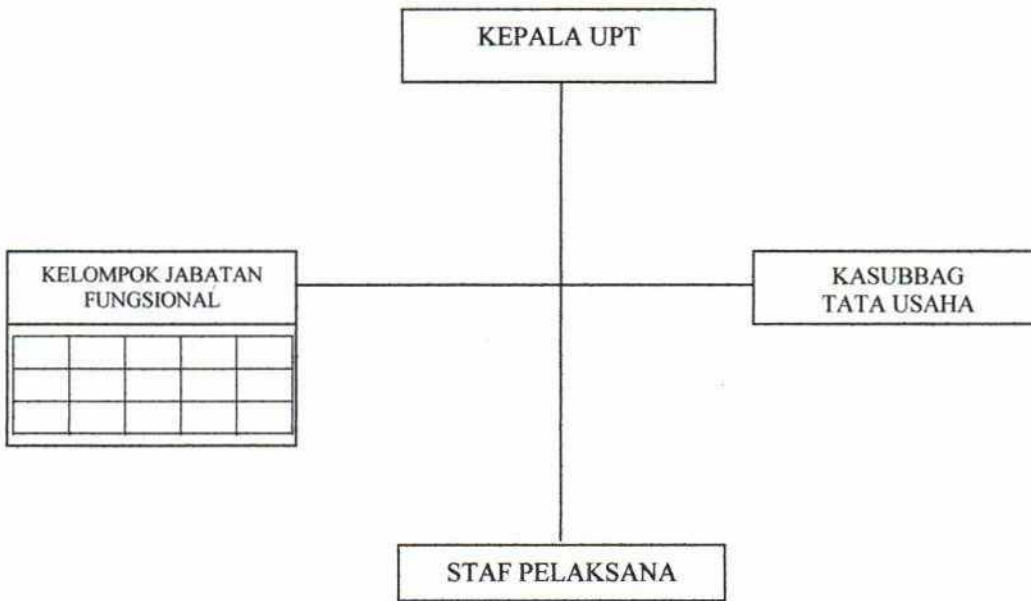 KEPALA UPT
KELOMPOK JABATAN
FUNGSIONAL
KASUBBAG
TATA USAHA
STAF PELAKSANA